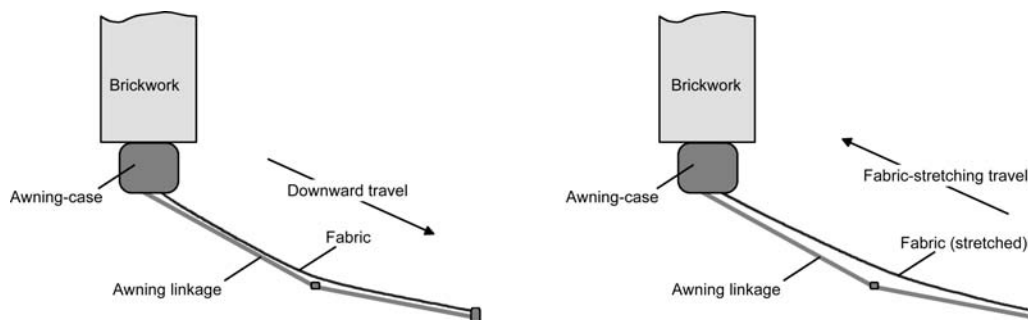 Brickwork
Awning-case
Downward travel
Fabric
Awning linkage
Brickwork
Awning-case
Fabric-stretching travel
Fabric (stretched)
Awning linkage